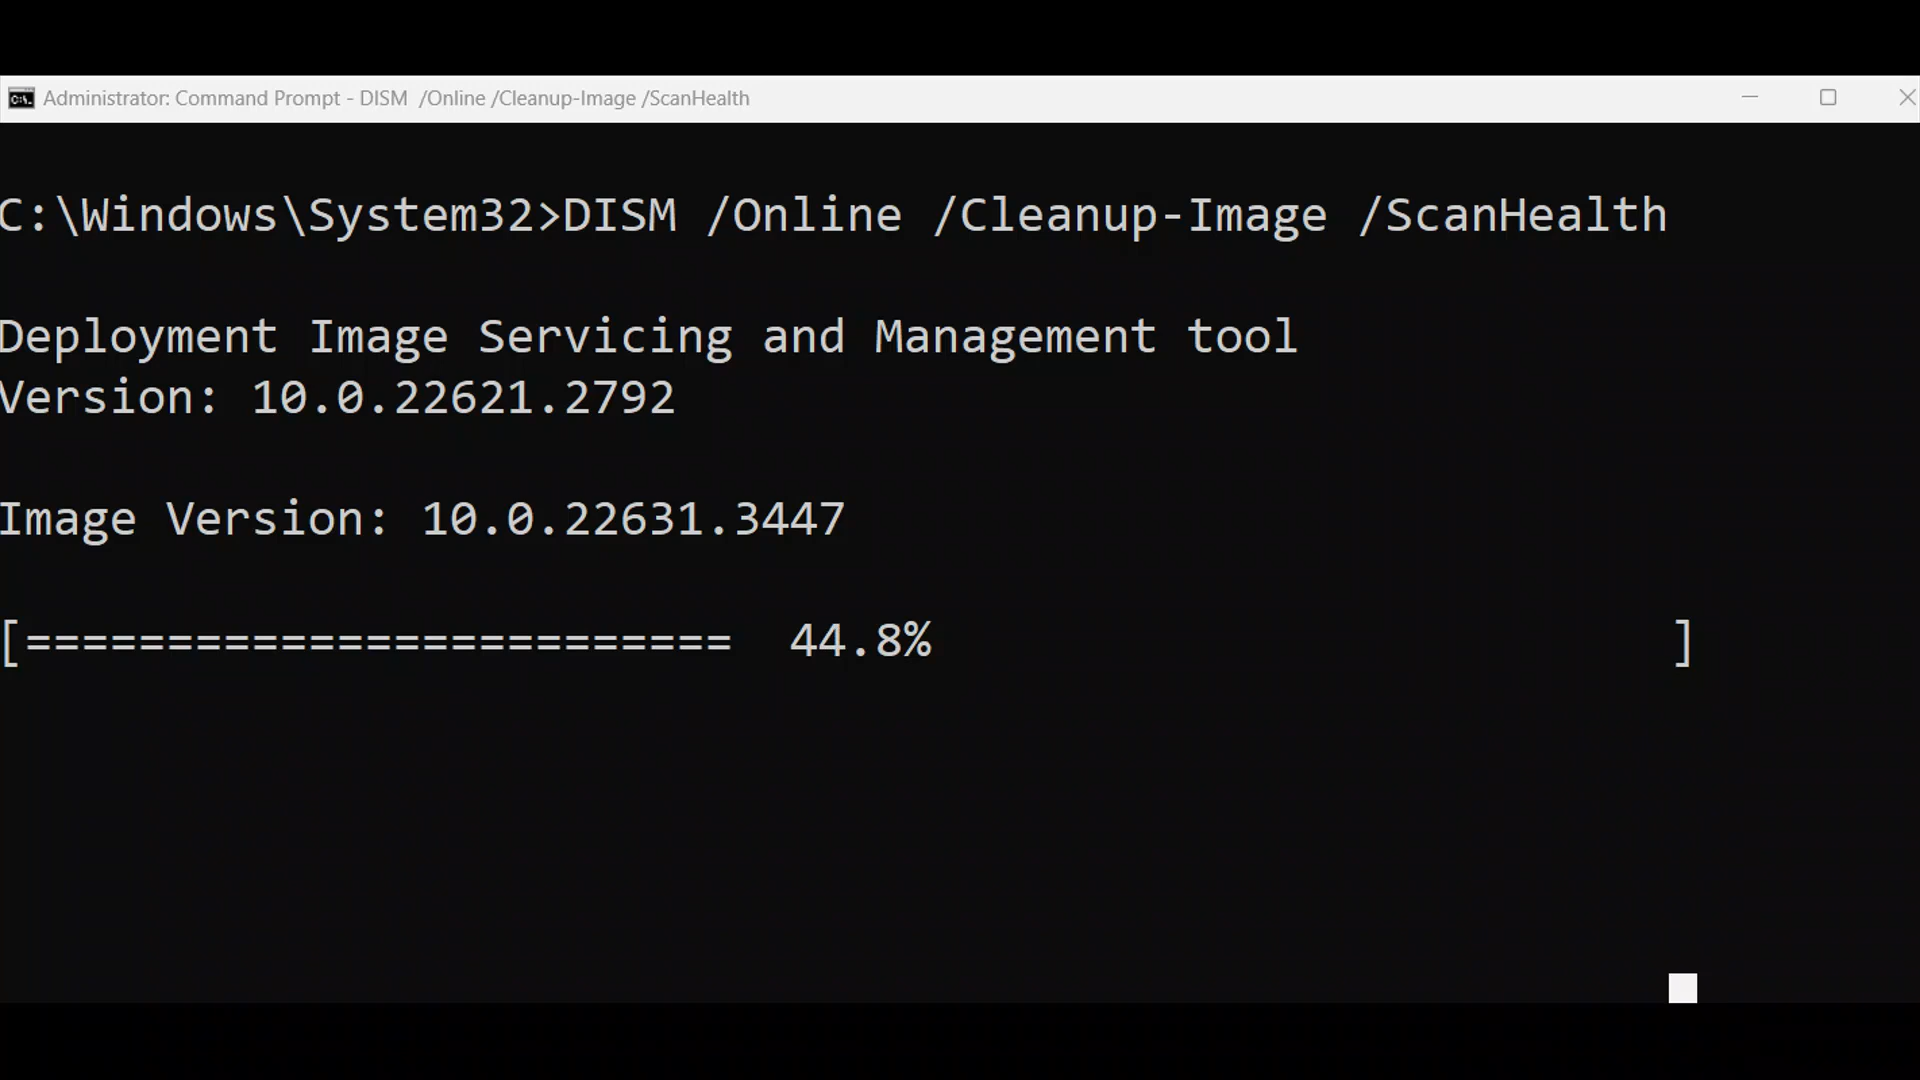 Administrator: Command Prompt - DISM  /Online /Cleanup-Image /ScanHealth
C:\Windows\System32>DISM /Online /Cleanup-Image /ScanHealth
Deployment Image Servicing and Management tool
Version: 10.0.22621.2792
Image Version: 10.0.22631.3447
[=========================  44.8%                          ]